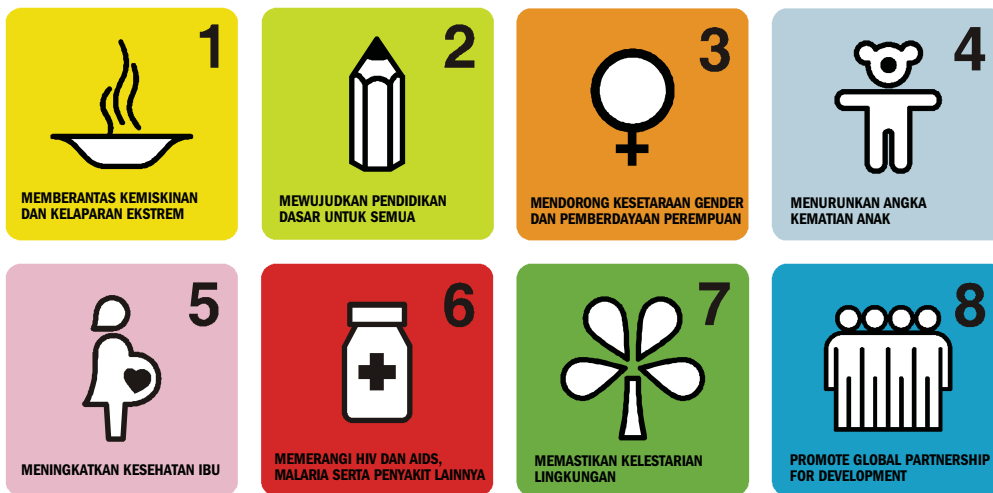 1
MEMBERANTAS KEMISKINAN
DAN KELAPARAN EKSTREM
2
MEWUJUDKAN PENDIDIKAN
DASAR UNTUK SEMUA
3
MENDORONG KESETARAAN GENDER
DAN PEMBERDAYAAN PEREMPUAN
4
MENURUNKAN ANGKA
KEMATIAN ANAK
5
MENINGKATKAN KESEHATAN IBU
6
MEMERANGI HIV DAN AIDS,
MALARIA SERTA PENYAKIT LAINNYA
7
MEMASTIKAN KELESTARIAN
LINGKUNGAN
8
PROMOTE GLOBAL PARTNERSHIP
FOR DEVELOPMENT